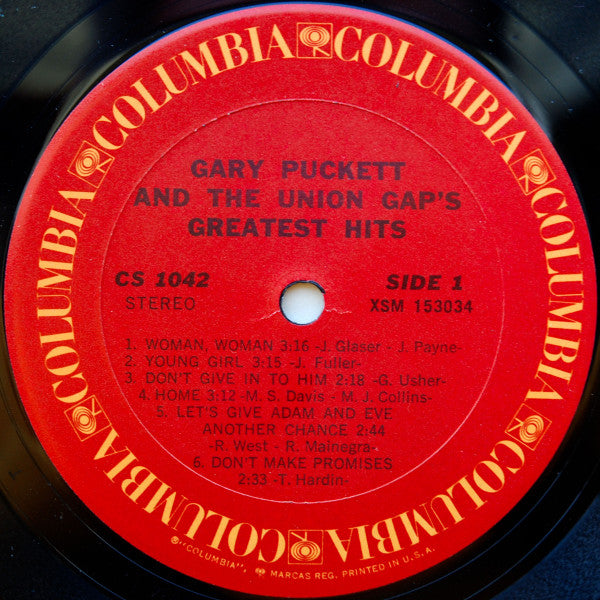 COLUMBIA COLUMBIA COLUMBIA COLUMBIA COLUMBIA COLUMBIA
GARY PUCKETT
AND THE UNION GAP'S
GREATEST HITS
CS 1042
STEREO
SIDE 1
XSM 153034
1. WOMAN, WOMAN 3:16 -J. Glaser - J. Payne-
2. YOUNG GIRL 3:15 -J. Fuller-
3. DON'T GIVE IN TO HIM 2:18 -G. Usher-
4. HOME 3:12 -M. S. Davis - M. J. Collins-
5. LET'S GIVE ADAM AND EVE
ANOTHER CHANCE 2:44
-R. West - R. Mainegra-
6. DON'T MAKE PROMISES
2:33 -T. Hardin-
"COLUMBIA", MARCAS REG. PRINTED IN U.S.A.